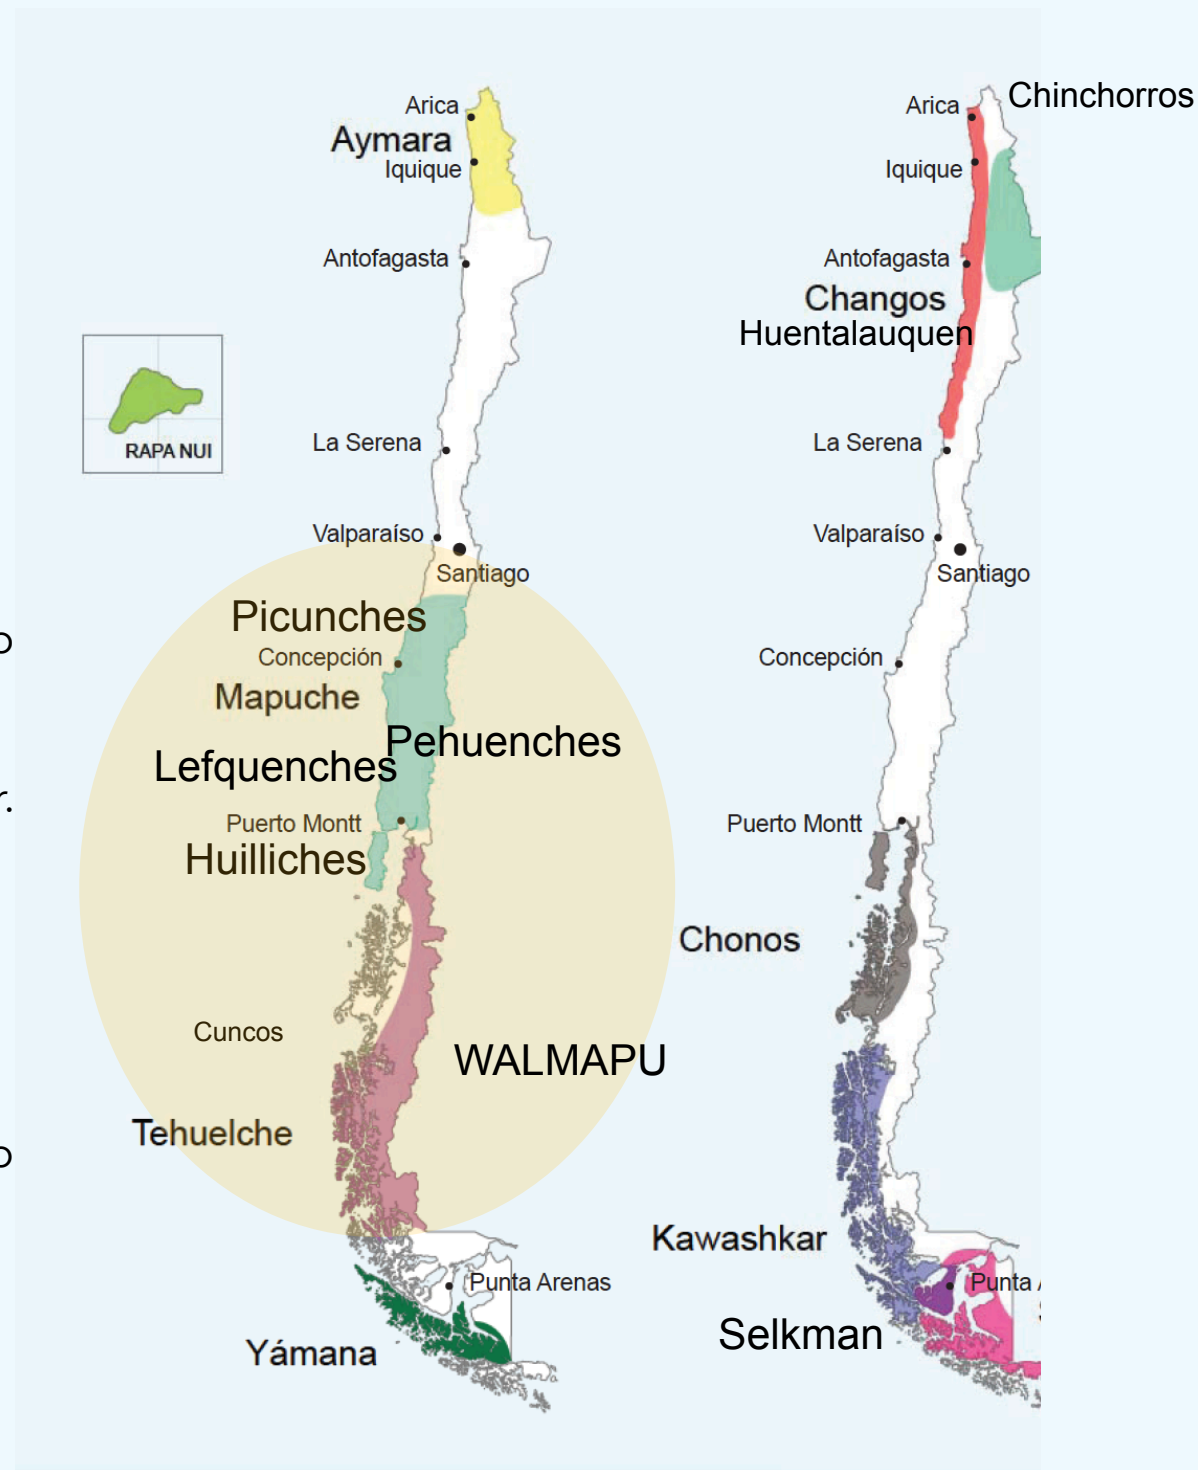 Arica
Aymara
Iquique
Antofagasta
RAPA NUI
La Serena
Valparaíso
Santiago
Picunches
Concepción
Mapuche
Pehuenches
Lefquenches
Puerto Montt
Huilliches
Cuncos
WALMAPU
Tehuelche
Punta Arenas
Yámana
Chinchorros
Arica
Iquique
Antofagasta
Changos
Huentalauquen
La Serena
Valparaíso
Santiago
Concepción
Puerto Montt
Chonos
Kawashkar
Punta
Selkman